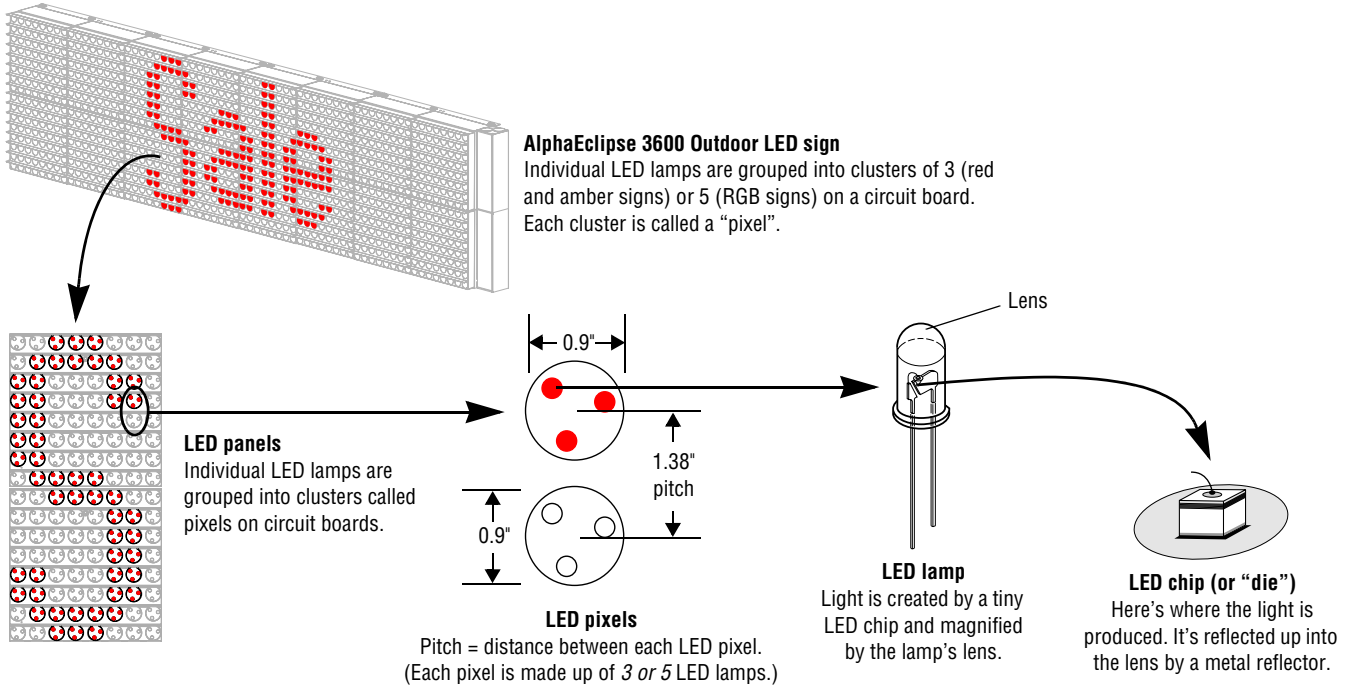 Sale
AlphaEclipse 3600 Outdoor LED sign
Individual LED lamps are grouped into clusters of 3 (red
and amber signs) or 5 (RGB signs) on a circuit board.
Each cluster is called a “pixel”.
LED panels
Individual LED lamps are
grouped into clusters called
pixels on circuit boards.
0.9"
1.38"
pitch
0.9"
LED pixels
Pitch = distance between each LED pixel.
(Each pixel is made up of 3 or 5 LED lamps.)
Lens
LED lamp
Light is created by a tiny
LED chip and magnified
by the lamp’s lens.
LED chip (or “die”)
Here’s where the light is
produced. It’s reflected up into
the lens by a metal reflector.